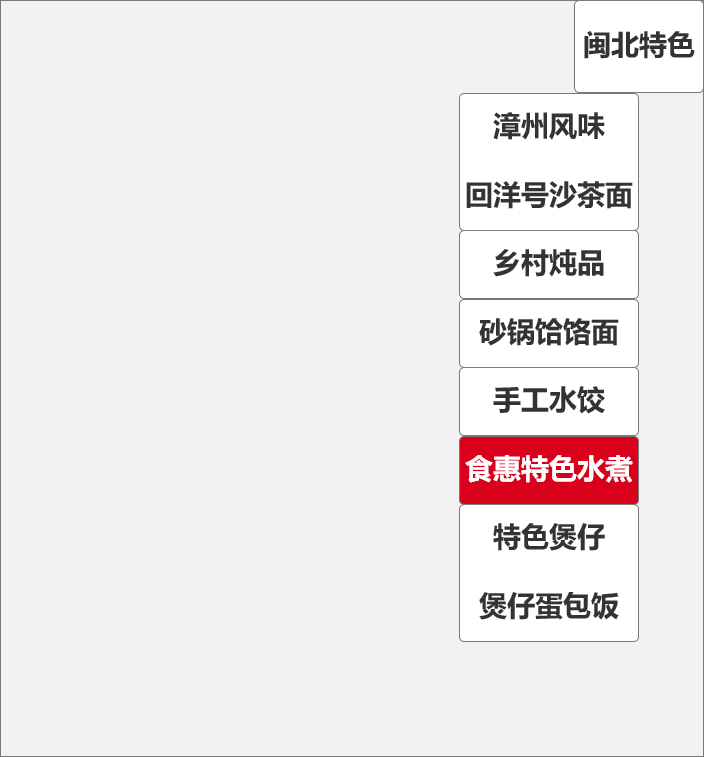 闽北特色
漳州风味
回洋号沙茶面
乡村炖品
砂锅饸饹面
手工水饺
食惠特色水煮
特色煲仔
煲仔蛋包饭